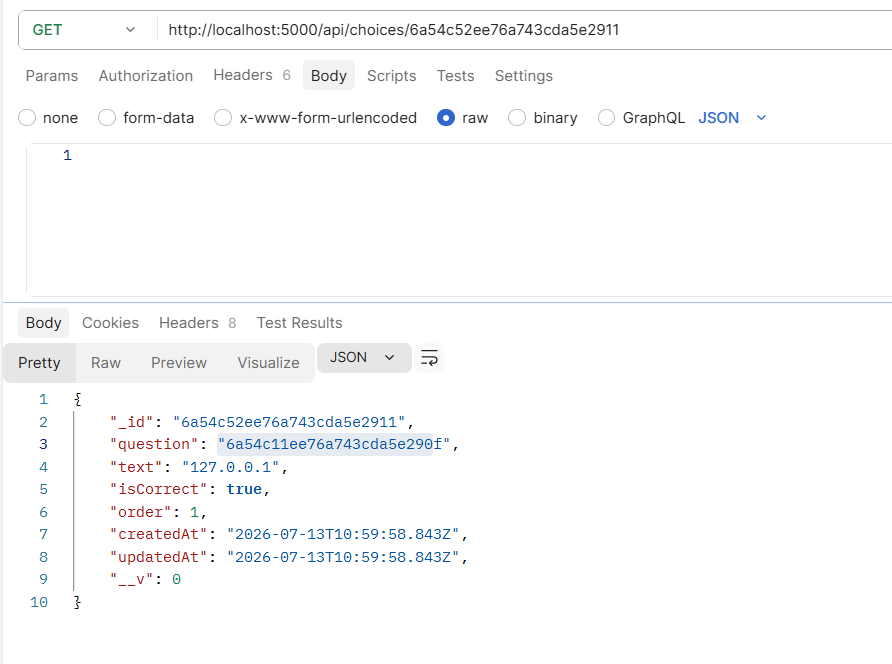 GET http://localhost:5000/api/choices/6a54c52ee76a743cda5e2911
Params Authorization Headers 6 Body Scripts Tests Settings
none form-data x-www-form-urlencoded raw binary GraphQL JSON
1
Body Cookies Headers 8 Test Results
Pretty Raw Preview Visualize JSON
1 {
2 "_id": "6a54c52ee76a743cda5e2911",
3 "question": "6a54c11ee76a743cda5e290f",
4 "text": "127.0.0.1",
5 "isCorrect": true,
6 "order": 1,
7 "createdAt": "2026-07-13T10:59:58.843Z",
8 "updatedAt": "2026-07-13T10:59:58.843Z",
9 "__v": 0
10 }